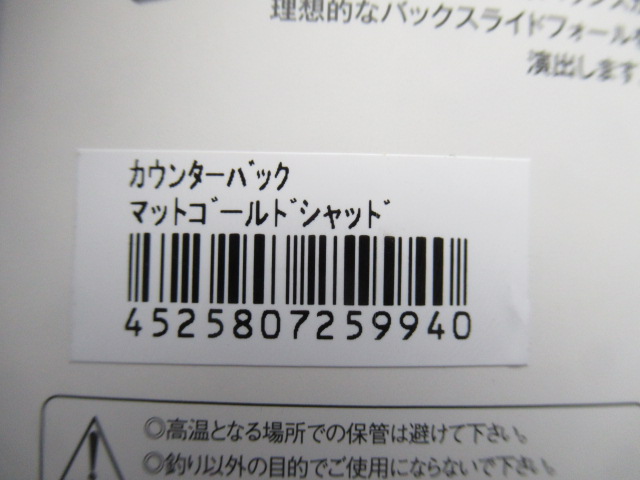 理想的なバックスライドフォールを
演出します
カウンターバック
マットゴールドシャッド
4525807259940
◎高温となる場所での保管は避けて下さい。
◎釣り以外の目的でご使用にならないで下さい